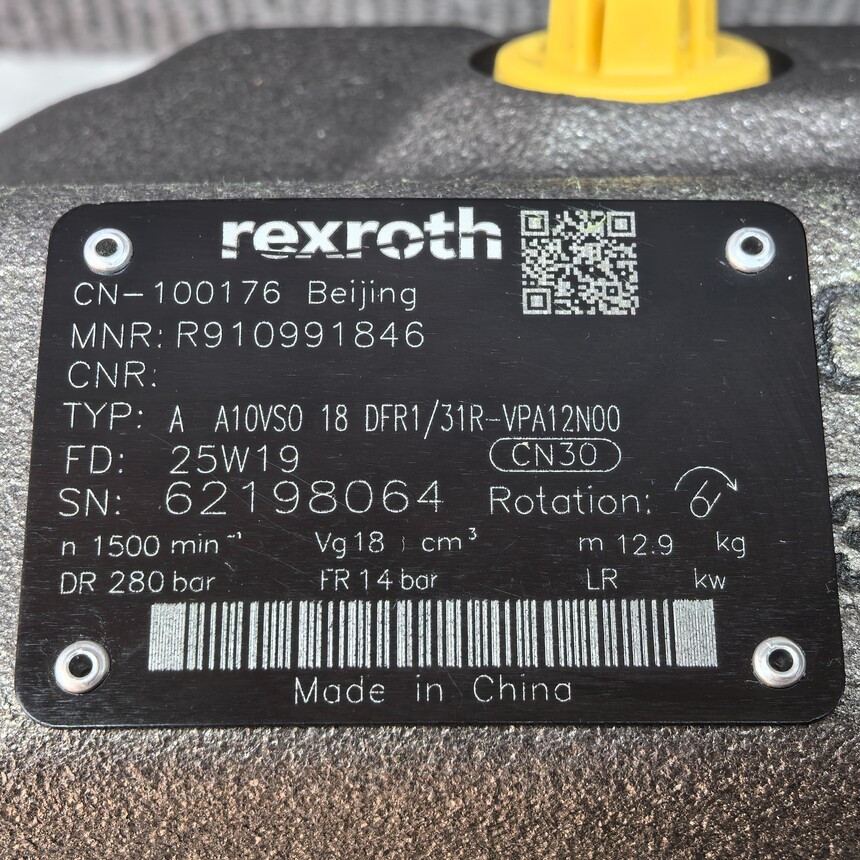 rexroth
CN-100176 Beijing
MNR: R910991846
CNR:
TYP: A A10VSO 18 DFR1/31R-VPA12N00
FD: 25W19 CN30
SN: 62198064 Rotation:
n 1500 min⁻¹ Vg 18 cm³ m 12.9 kg
DR 280 bar FR 14 bar LR kw
Made in China